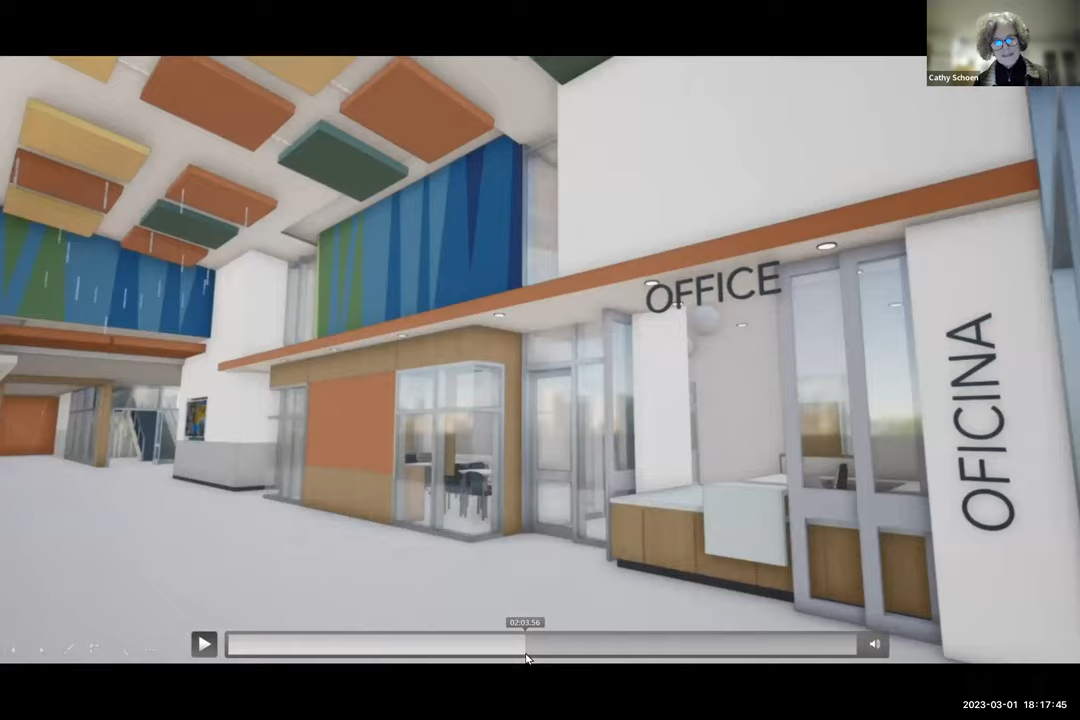 Cathy Schoen
OFFICE
OFICINA
02:03.56
2023-03-01 18:17:45